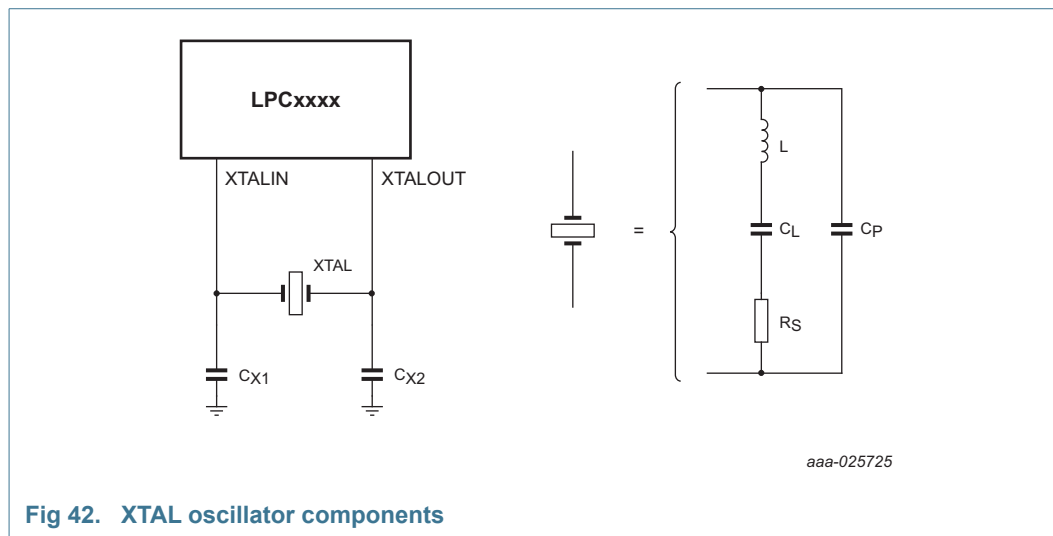 LPCxxxx
XTALIN
XTALOUT
XTAL
CX1
CX2
=
L
CL
CP
RS
aaa-025725
Fig 42. XTAL oscillator components